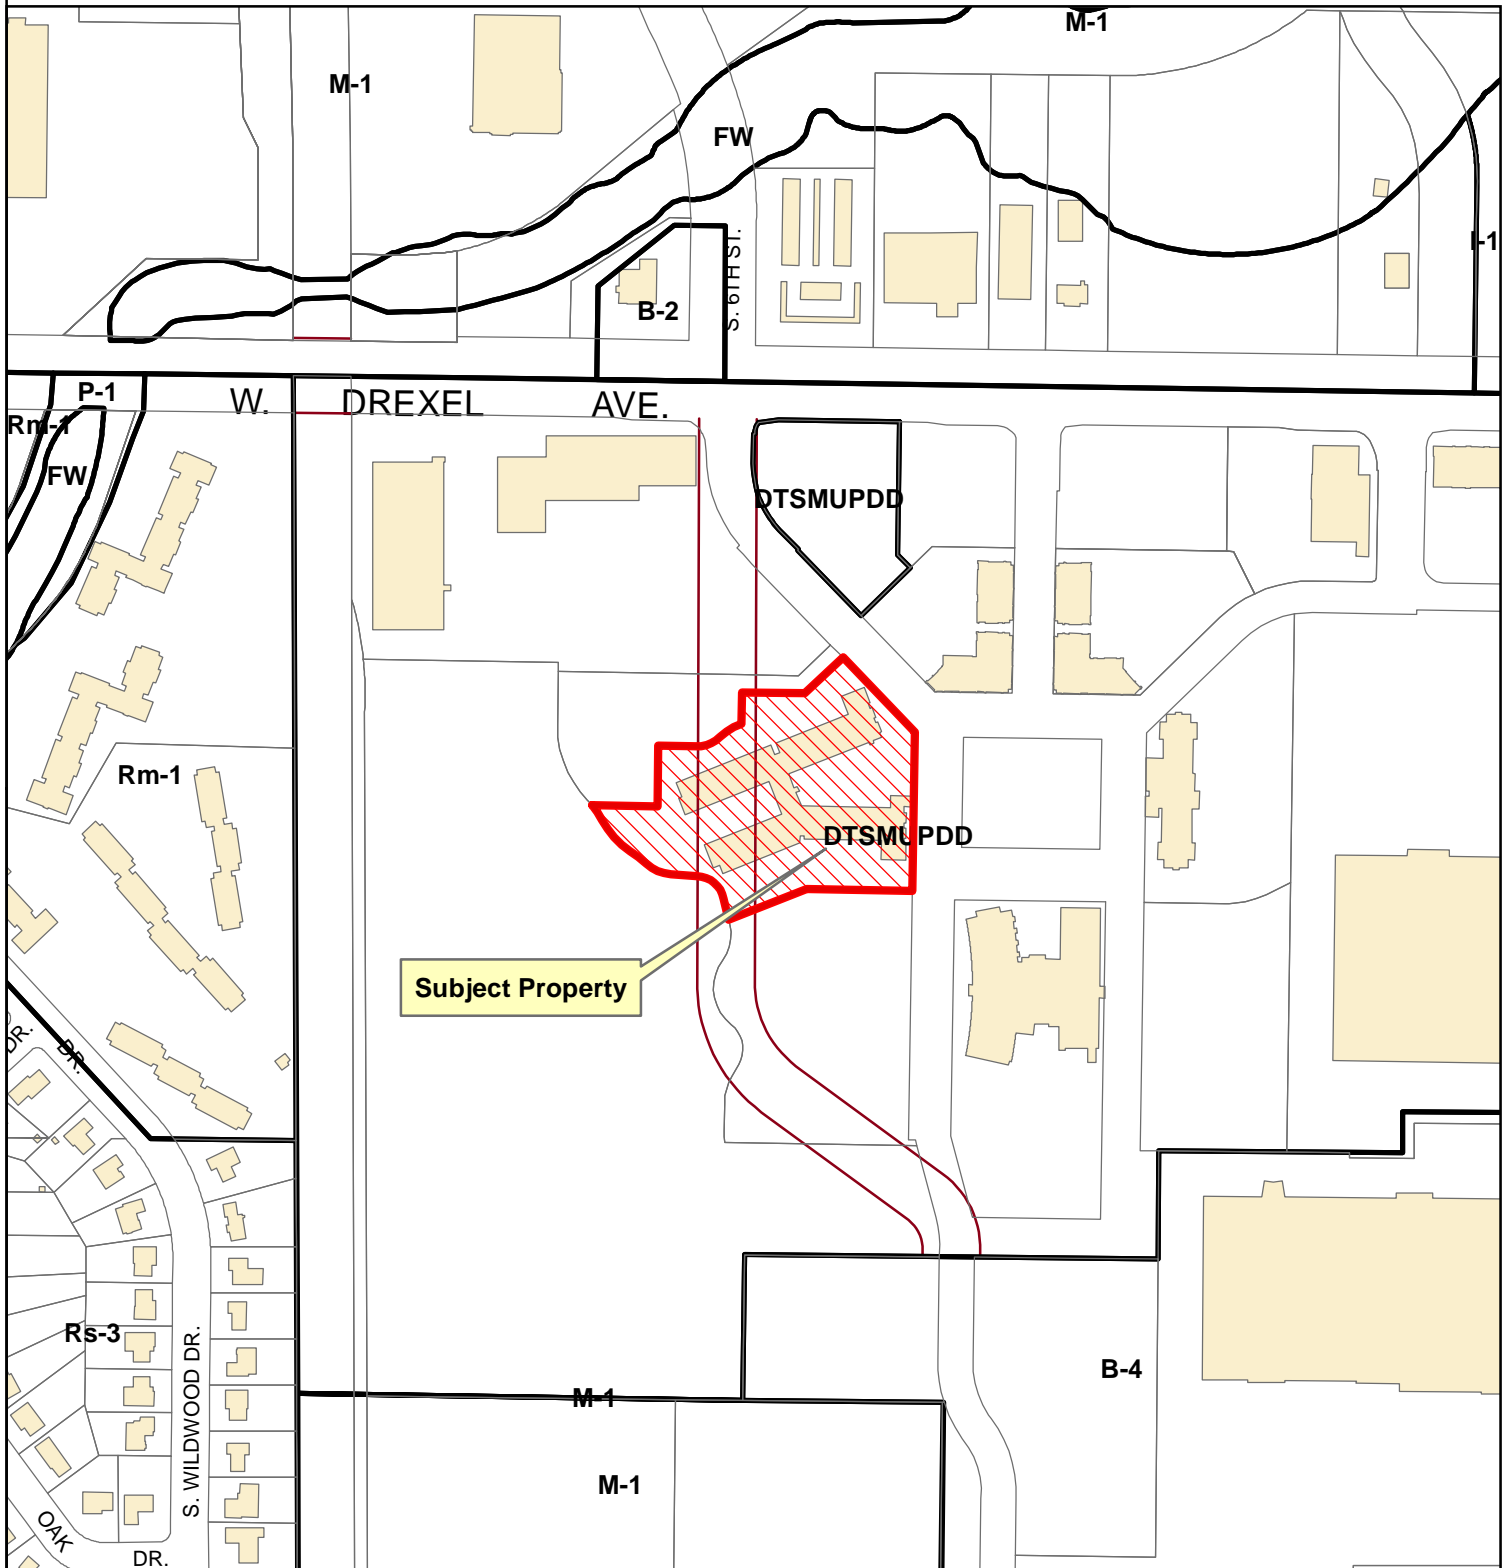 M-1
M-1
FW
I-1
S. 6TH ST.
B-2
P-1
W. DREXEL AVE.
Rm-1
FW
DTSMUPDD
Rm-1
DTSMUPDD
Subject Property
DR.
DR.
Rs-3
S. WILDWOOD DR.
B-4
M-1
M-1
OAK
DR.